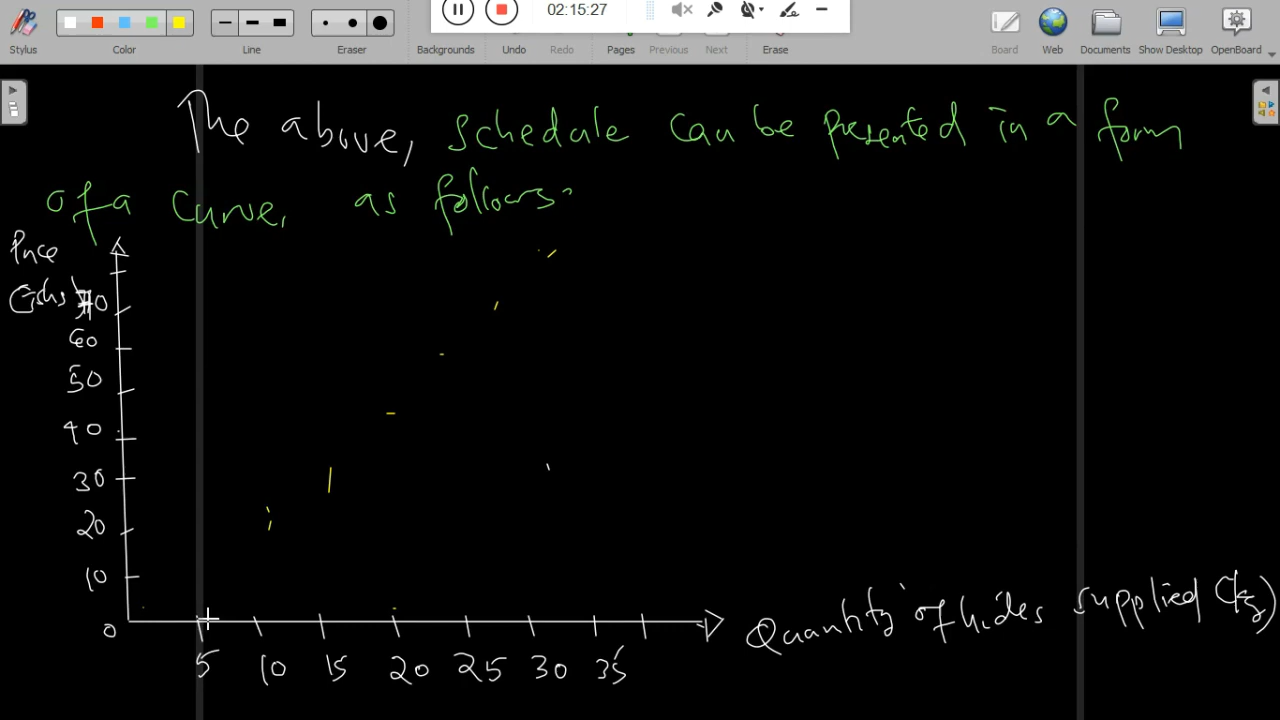 02:15:27
Stylus Color Line Eraser Backgrounds Undo Redo Pages Previous Next Erase Board Web Documents Show Desktop OpenBoard
The above, schedule can be presented in a form
of a curve, as follows.
Price
(Gshs) 70
60
50
40
30
20
10
0
5 10 15 20 25 30 35
Quantity of hides supplied (kg)